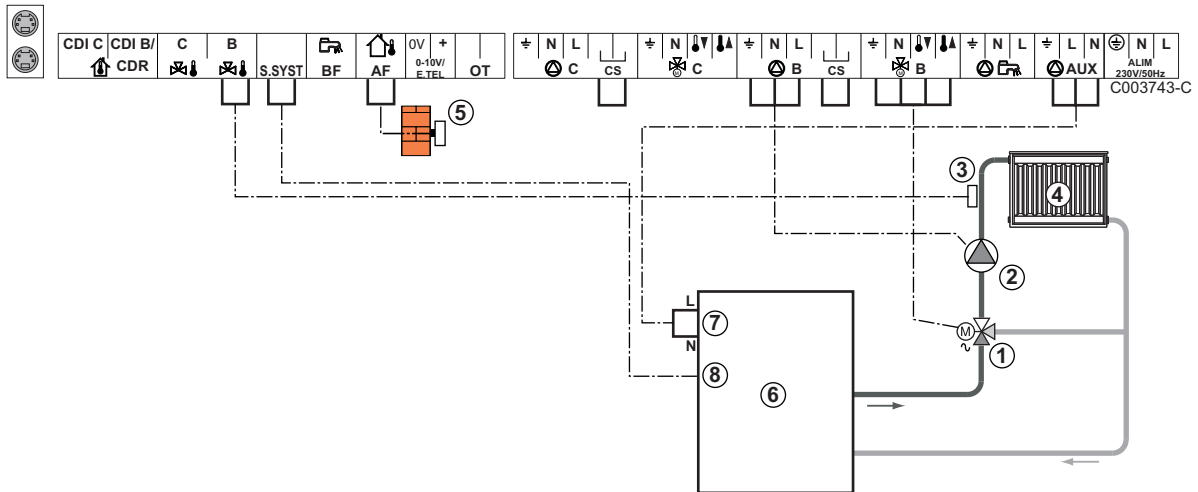 CDI C CDI B/ CDR C B S.SYST BF AF 0V + 0-10V/ E.TEL OT
N L C CS N M C N L B CS N M B N L L N AUX N L ALIM 230V/50Hz
C003743-C
5
3
4
2
L
7
N
M
1
8
6